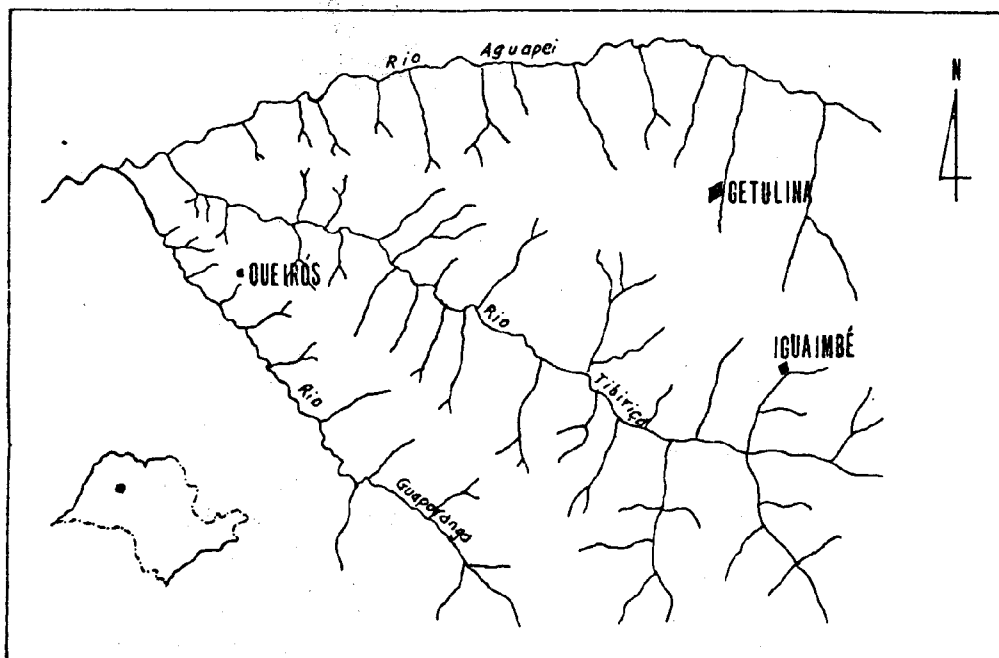 Rio Aguapei
N
GETULINA
QUEIRÓS
Rio Tibiriçá
IGUAIMBÉ
Rio Guaporanga